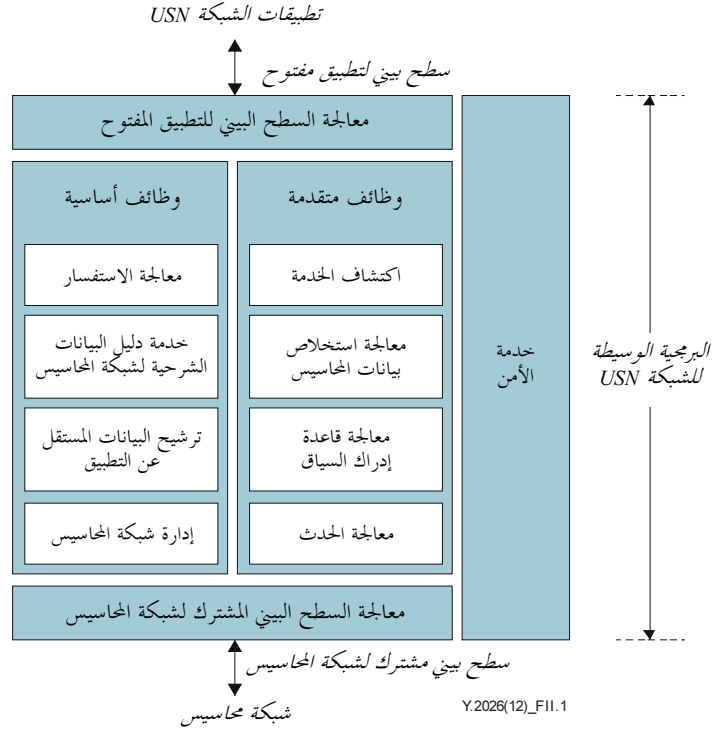 تطبيقات الشبكة USN
سطح بيني لتطبيق مفتوح
معالجة السطح البيني للتطبيق المفتوح
وظائف متقدمة
اكتشاف الخدمة
معالجة استخلاص
بيانات المحاسيس
معالجة قاعدة
إدراك السياق
معالجة الحدث
وظائف أساسية
معالجة الاستفسار
خدمة دليل البيانات
الشرحية لشبكة المحاسيس
ترشيح البيانات المستقل
عن التطبيق
إدارة شبكة المحاسيس
خدمة
الأمن
البرمجية الوسيطة
للشبكة USN
معالجة السطح البيني المشترك لشبكة المحاسيس
سطح بيني مشترك لشبكة المحاسيس
شبكة محاسيس
Y.2026(12)_FII.1